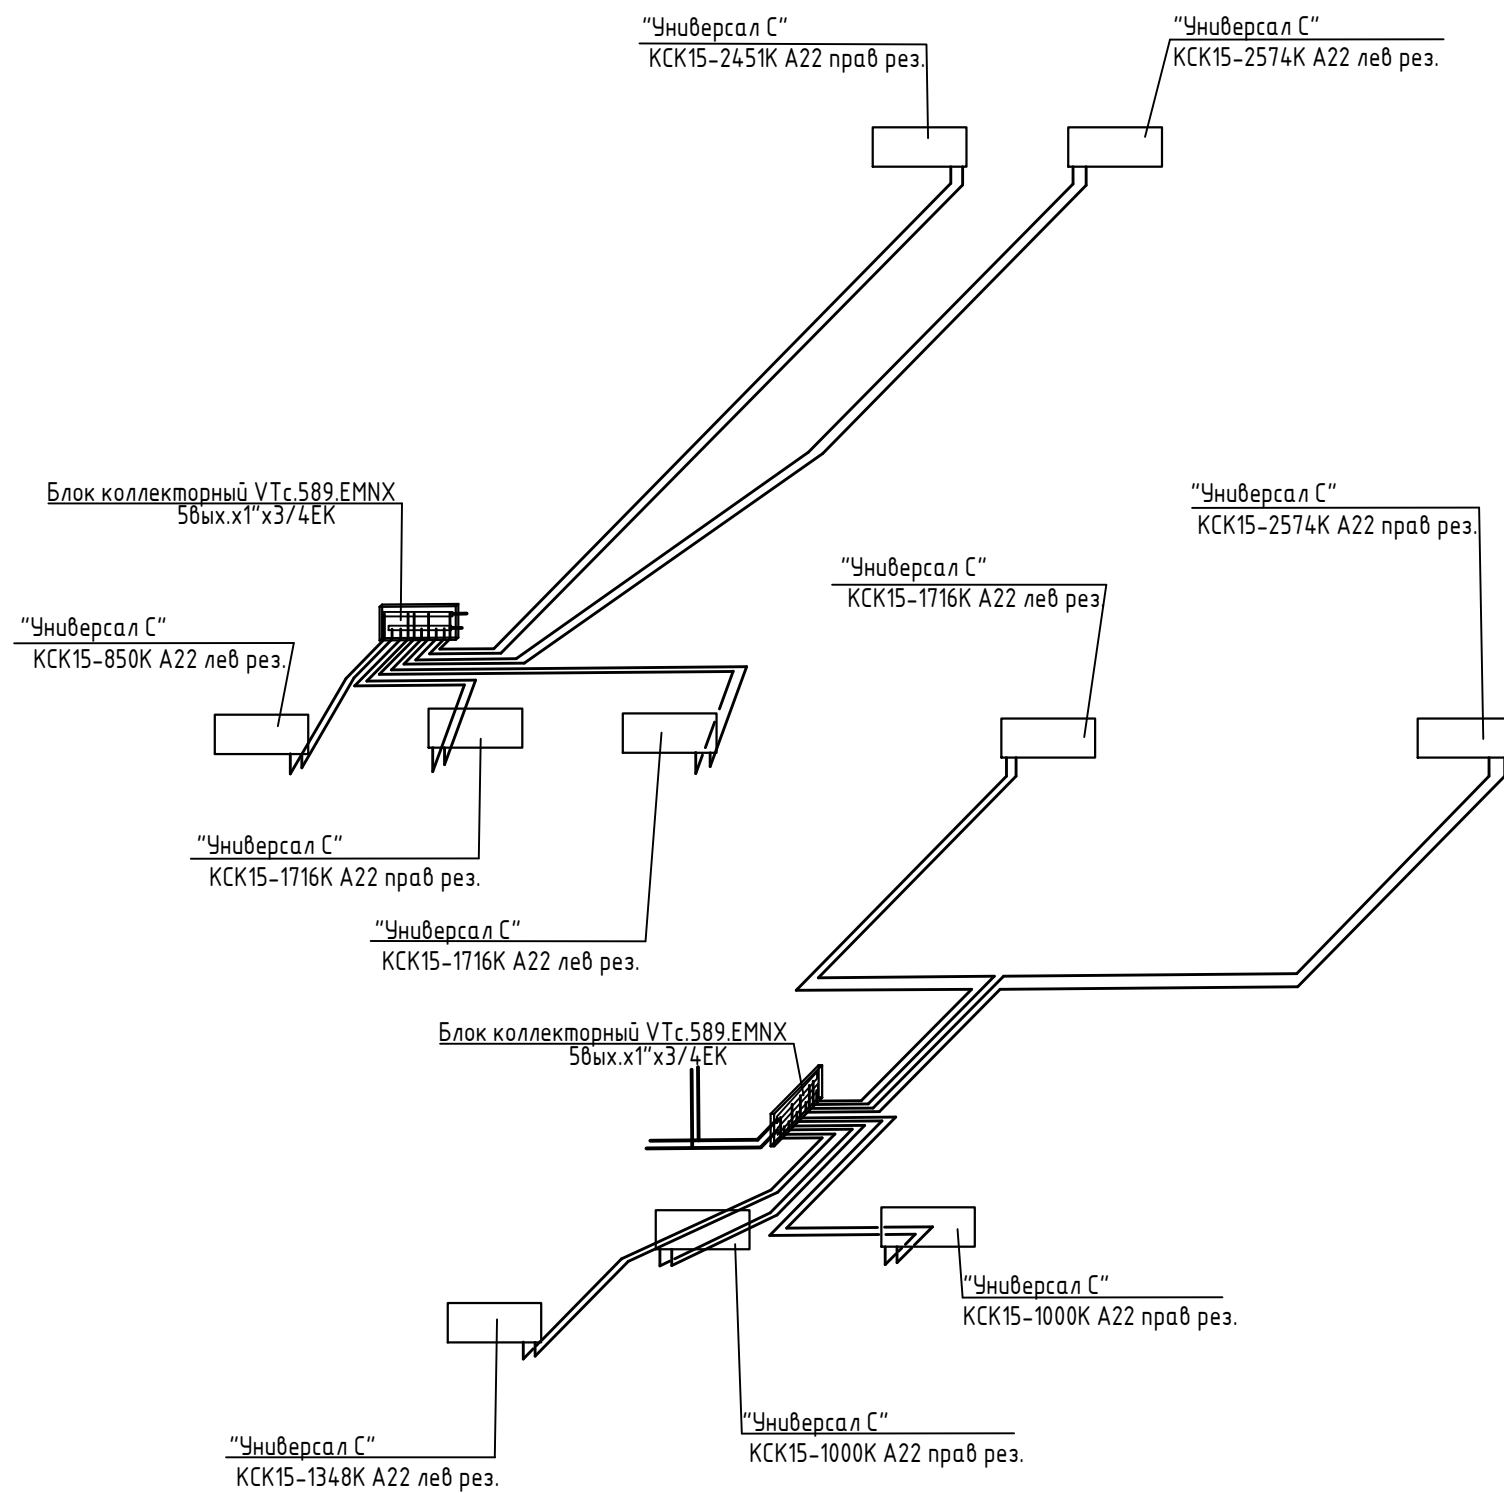 "Универсал С"
КСК15-2451К А22 прав рез.
"Универсал С"
КСК15-2574К А22 лев рез.
Блок коллекторный VTc.589.EMNX
5вых.х1"х3/4ЕК
"Универсал С"
КСК15-2574К А22 прав рез.
"Универсал С"
КСК15-1716К А22 лев рез.
"Универсал С"
КСК15-850К А22 лев рез.
"Универсал С"
КСК15-1716К А22 прав рез.
"Универсал С"
КСК15-1716К А22 лев рез.
Блок коллекторный VTc.589.EMNX
5вых.х1"х3/4ЕК
"Универсал С"
КСК15-1000К А22 прав рез.
"Универсал С"
КСК15-1000К А22 прав рез.
"Универсал С"
КСК15-1348К А22 лев рез.